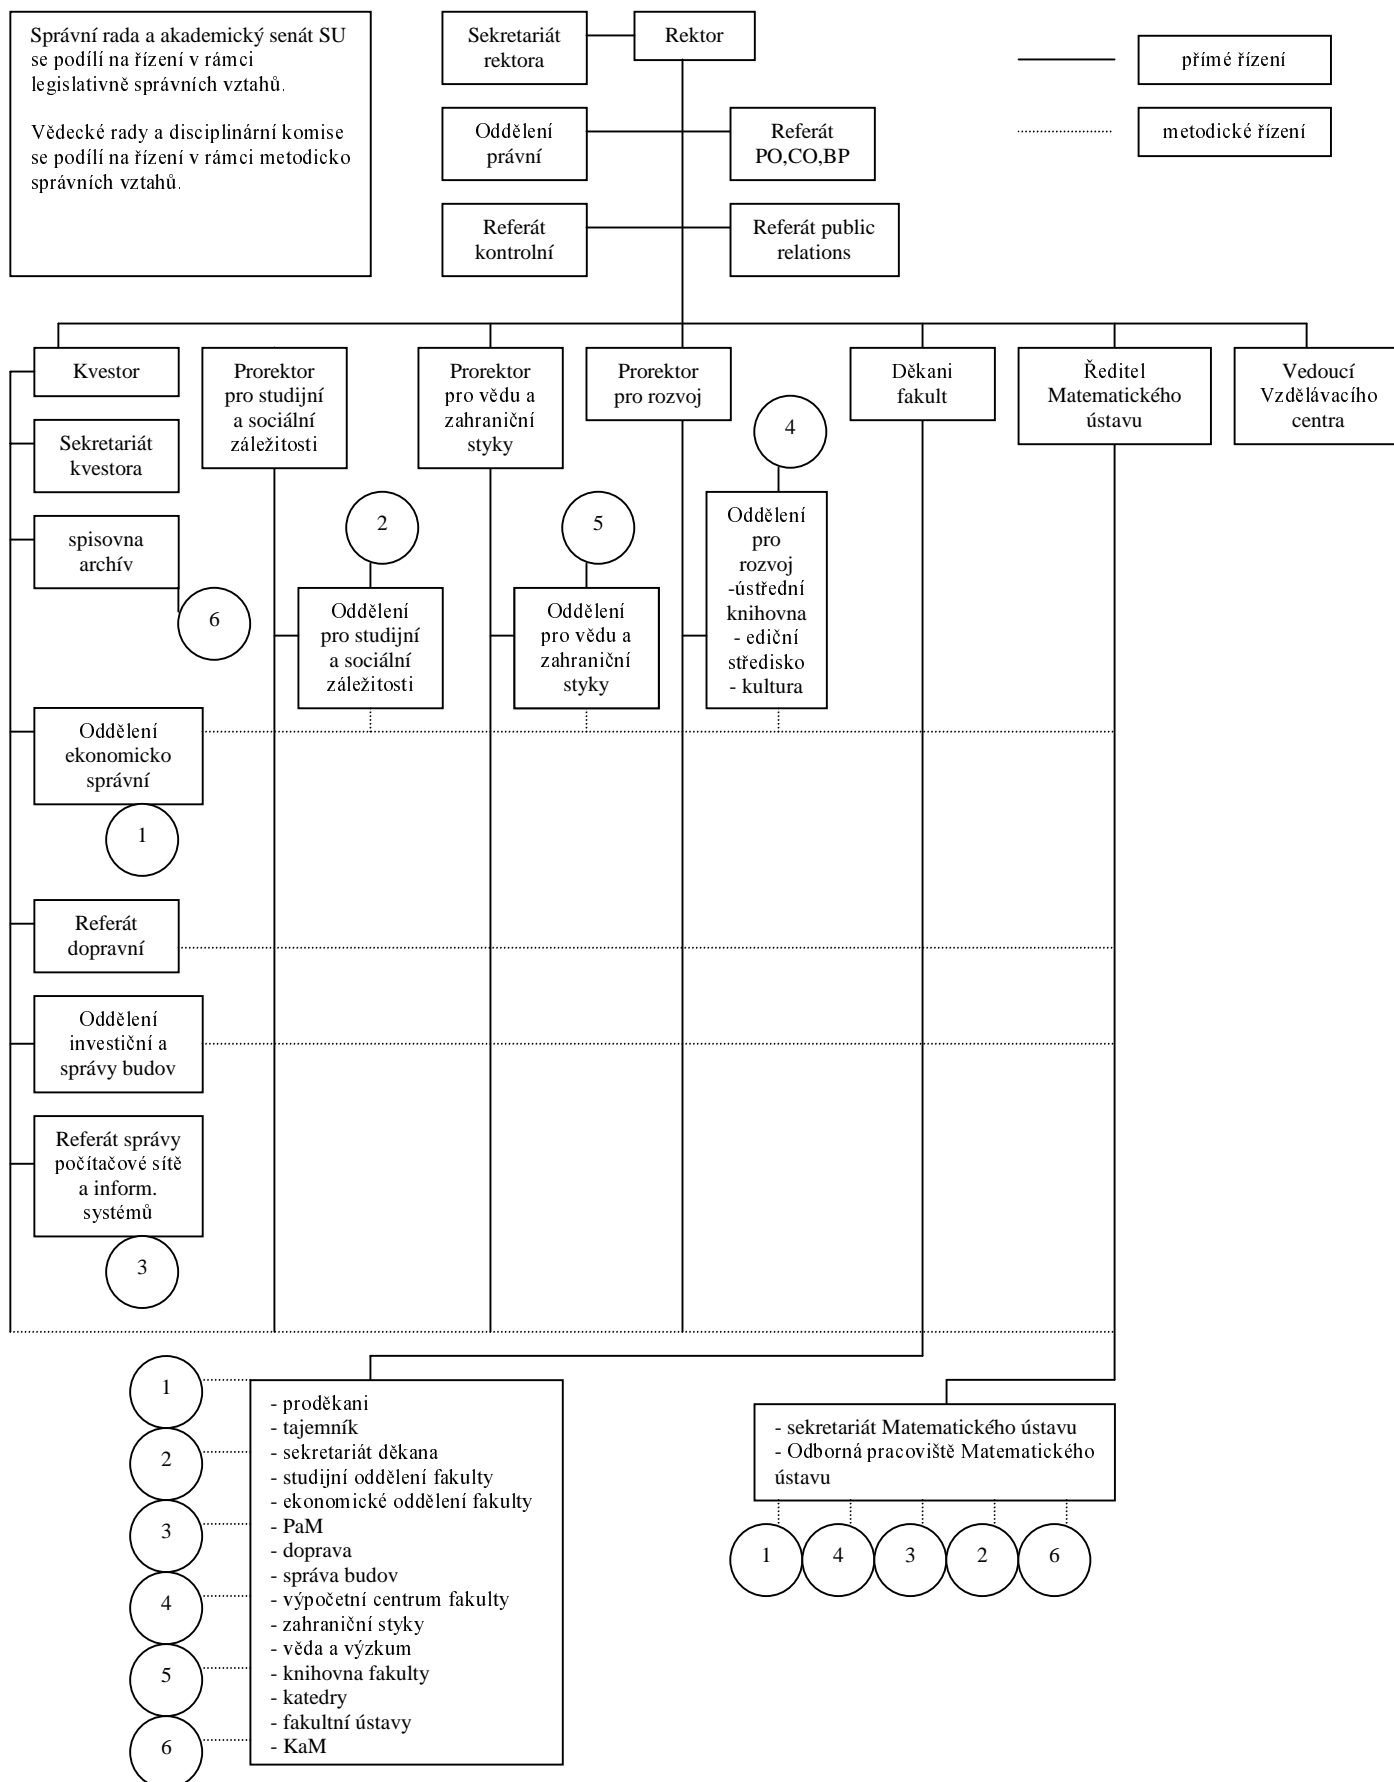 Správní rada a akademický senát SU
se podílí na řízení v rámci
legislativně správních vztahů.
Vědecké rady a disciplinární komise
se podílí na řízení v rámci metodicko
správních vztahů.
Sekretariát
rektora
Rektor
přímé řízení
Oddělení
právní
Referát
PO,CO,BP
metodické řízení
Referát
kontrolní
Referát public
relations
Kvestor
Prorektor
pro studijní
a sociální
záležitosti
Prorektor
pro vědu a
zahraniční
styky
Prorektor
pro rozvoj
Děkani
fakult
Ředitel
Matematického
ústavu
Vedoucí
Vzdělávacího
centra
Sekretariát
kvestora
4
spisovna
archív
6
2
5
Oddělení
pro studijní
a sociální
záležitosti
Oddělení
pro vědu a
zahraniční
styky
Oddělení
pro
rozvoj
-ústřední
knihovna
- ediční
středisko
- kultura
Oddělení
ekonomicko
správní
1
Referát
dopravní
Oddělení
investiční a
správy budov
Referát správy
počítačové sítě
a inform.
systémů
3
1
2
3
4
5
6
- proděkani
- tajemník
- sekretariát děkana
- studijní oddělení fakulty
- ekonomické oddělení fakulty
- PaM
- doprava
- správa budov
- výpočetní centrum fakulty
- zahraniční styky
- věda a výzkum
- knihovna fakulty
- katedry
- fakultní ústavy
- KaM
- sekretariát Matematického ústavu
- Odborná pracoviště Matematického
ústavu
1
4
3
2
6